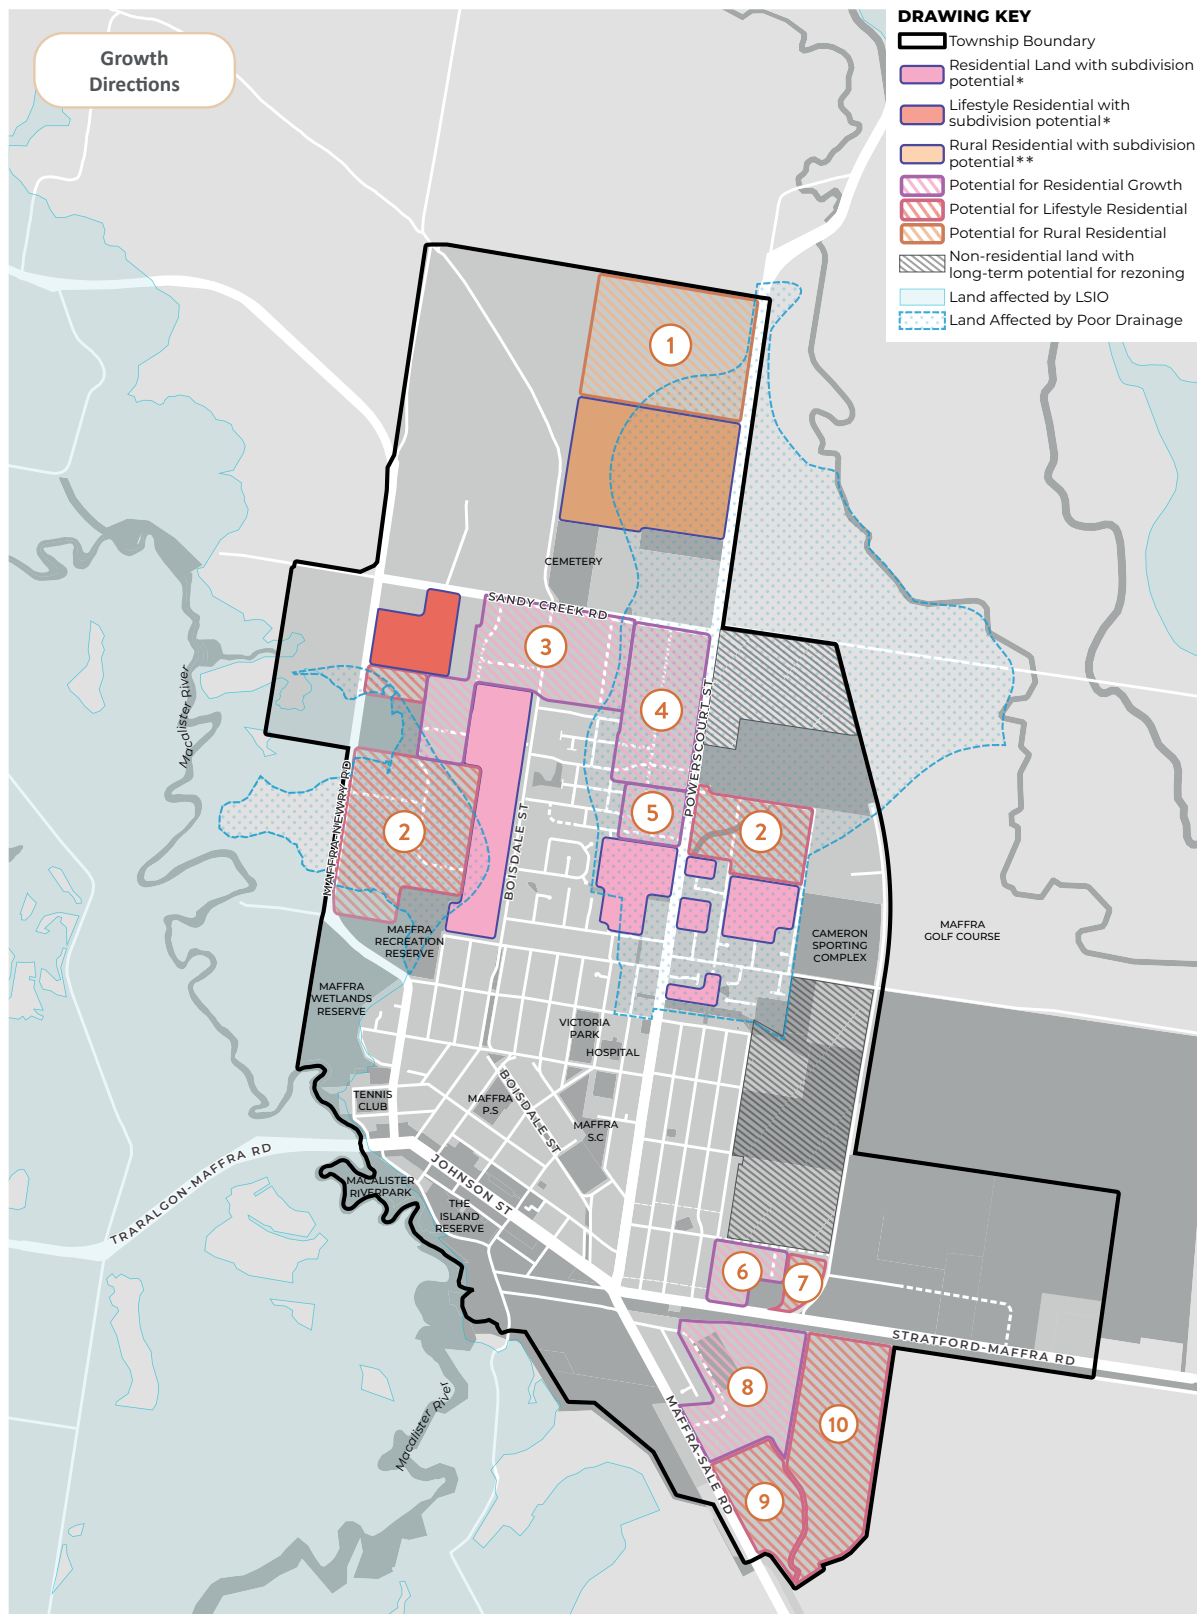 Growth
Directions
DRAWING KEY
Township Boundary
Residential Land with subdivision
potential*
Lifestyle Residential with
subdivision potential*
Rural Residential with subdivision
potential**
Potential for Residential Growth
Potential for Lifestyle Residential
Potential for Rural Residential
Non-residential land with
long-term potential for rezoning
Land affected by LSIO
Land Affected by Poor Drainage
1
CEMETERY
SANDY CREEK RD
3
4
Macalister River
POWERSCOURT ST
MAFFRA-NEWRY RD
5
2
2
BOISDALE ST
MAFFRA
RECREATION
RESERVE
CAMERON
SPORTING
COMPLEX
MAFFRA
GOLF COURSE
MAFFRA
WETLANDS
RESERVE
VICTORIA
PARK
HOSPITAL
TENNIS
CLUB
MAFFRA
P.S
BOISDALE ST
MAFFRA
S.C
TRARALGON-MAFFRA RD
JOHNSON ST
MACALISTER
RIVERPARK
THE
ISLAND
RESERVE
6
7
STRATFORD-MAFFRA RD
8
Macalister River
MAFFRA-SALE RD
10
9